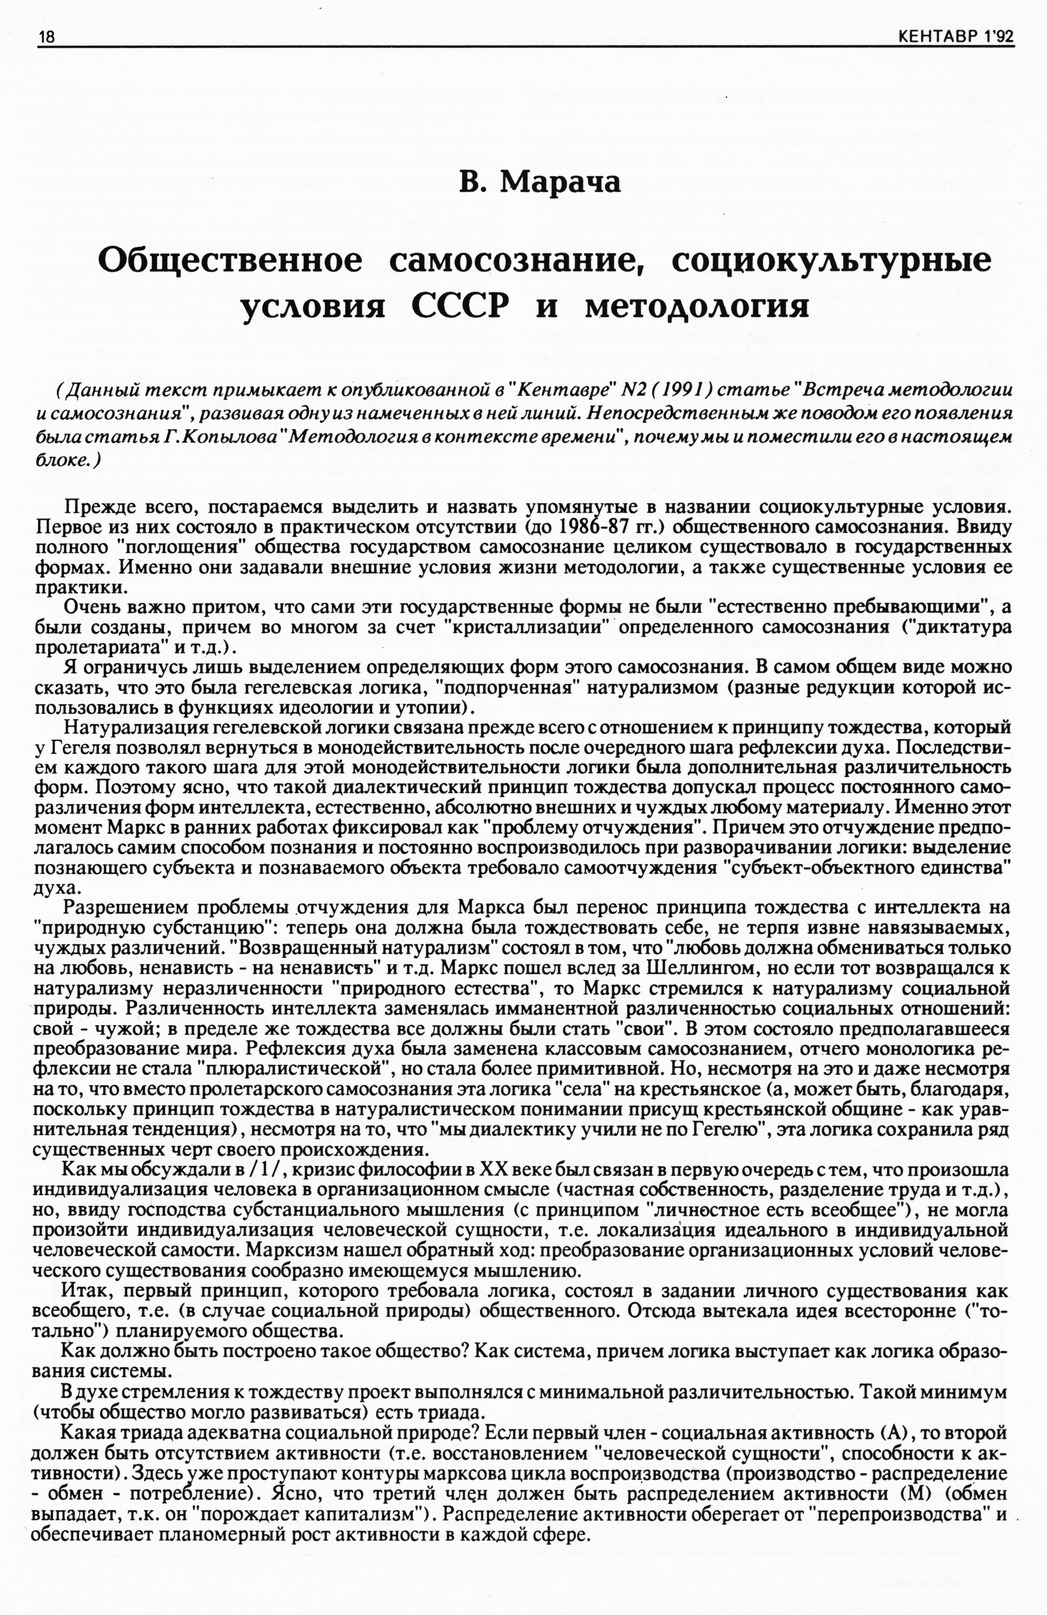 18
КЕНТАВР 1'92
В. Марача
Общественное самосознание, социокультурные
условия СССР и методология
(Данный текст примыкает к опубликованной в "Кентавре" N2 (1991) статье "Встреча методологии
и самосознания", развивая одну из намеченных в ней линий. Непосредственным же поводом его появления
была статья Г.Копылова "Методология в контексте времени", почему мы и поместили его в настоящем
блоке.)
Прежде всего, постараемся выделить и назвать упомянутые в названии социокультурные условия.
Первое из них состояло в практическом отсутствии (до 1986-87 гг.) общественного самосознания. Ввиду
полного "поглощения" общества государством самосознание целиком существовало в государственных
формах. Именно они задавали внешние условия жизни методологии, а также существенные условия ее
практики.
Очень важно притом, что сами эти государственные формы не были "естественно пребывающими", а
были созданы, причем во многом за счет "кристаллизации" определенного самосознания ("диктатура
пролетариата" и т.д.).
Я ограничусь лишь выделением определяющих форм этого самосознания. В самом общем виде можно
сказать, что это была гегелевская логика, "подпорченная" натурализмом (разные редукции которой ис-
пользовались в функциях идеологии и утопии).
Натурализация гегелевской логики связана прежде всего с отношением к принципу тождества, который
у Гегеля позволял вернуться в монодействительность после очередного шага рефлексии духа. Последстви-
ем каждого такого шага для этой монодействительности логики была дополнительная различительность
форм. Поэтому ясно, что такой диалектический принцип тождества допускал процесс постоянного само-
различения форм интеллекта, естественно, абсолютно внешних и чуждых любому материалу. Именно этот
момент Маркс в ранних работах фиксировал как "проблему отчуждения". Причем это отчуждение предпо-
лагалось самим способом познания и постоянно воспроизводилось при разворачивании логики: выделение
познающего субъекта и познаваемого объекта требовало самоотчуждения "субъект-объектного единства"
духа.
Разрешением проблемы отчуждения для Маркса был перенос принципа тождества с интеллекта на
"природную субстанцию": теперь она должна была тождествовать себе, не терпя извне навязываемых,
чуждых различений. "Возвращенный натурализм" состоял в том, что "любовь должна обмениваться только
на любовь, ненависть - на ненависть" и т.д. Маркс пошел вслед за Шеллингом, но если тот возвращался к
натурализму неразличенности "природного естества", то Маркс стремился к натурализму социальной
природы. Различенность интеллекта заменялась имманентной различенностью социальных отношений:
свой - чужой; в пределе же тождества все должны были стать "свои". В этом состояло предполагавшееся
преобразование мира. Рефлексия духа была заменена классовым самосознанием, отчего монологика ре-
флексии не стала "плюралистической", но стала более примитивной. Но, несмотря на это и даже несмотря
на то, что вместо пролетарского самосознания эта логика "села" на крестьянское (а, может быть, благодаря,
поскольку принцип тождества в натуралистическом понимании присущ крестьянской общине - как урав-
нительная тенденция), несмотря на то, что "мы диалектику учили не по Гегелю", эта логика сохранила ряд
существенных черт своего происхождения.
Как мы обсуждали в /1/, кризис философии в XX веке был связан в первую очередь с тем, что произошла
индивидуализация человека в организационном смысле (частная собственность, разделение труда и т.д.),
но, ввиду господства субстанциального мышления (с принципом "личностное есть всеобщее"), не могла
произойти индивидуализация человеческой сущности, т.е. локализация идеального в индивидуальной
человеческой самости. Марксизм нашел обратный ход: преобразование организационных условий челове-
ческого существования сообразно имеющемуся мышлению.
Итак, первый принцип, которого требовала логика, состоял в задании личного существования как
всеобщего, т.е. (в случае социальной природы) общественного. Отсюда вытекала идея всесторонне ("то-
тально") планируемого общества.
Как должно быть построено такое общество? Как система, причем логика выступает как логика образо-
вания системы.
В духе стремления к тождеству проект выполнялся с минимальной различительностью. Такой минимум
(чтобы общество могло развиваться) есть триада.
Какая триада адекватна социальной природе? Если первый член - социальная активность (А), то второй
должен быть отсутствием активности (т.е. восстановлением "человеческой сущности", способности к ак-
тивности). Здесь уже проступают контуры марксова цикла воспроизводства (производство - распределение
- обмен - потребление). Ясно, что третий член должен быть распределением активности (М) (обмен
выпадает, т.к. он "порождает капитализм"). Распределение активности оберегает от "перепроизводства" и
обеспечивает планомерный рост активности в каждой сфере.